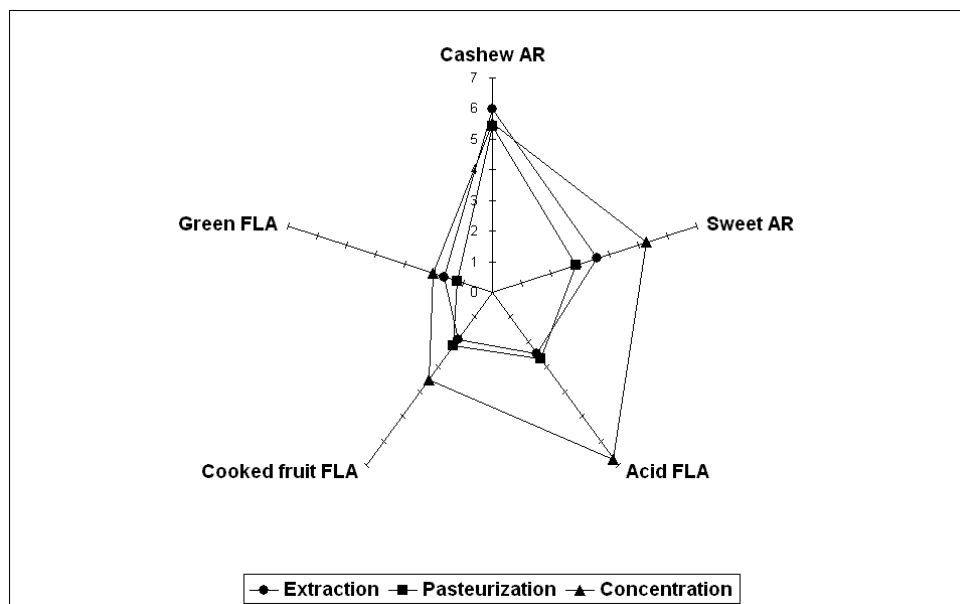 Cashew AR
7
6
5
4
3
2
1
0
Green FLA
Sweet AR
Cooked fruit FLA
Acid FLA
Extraction Pasteurization Concentration